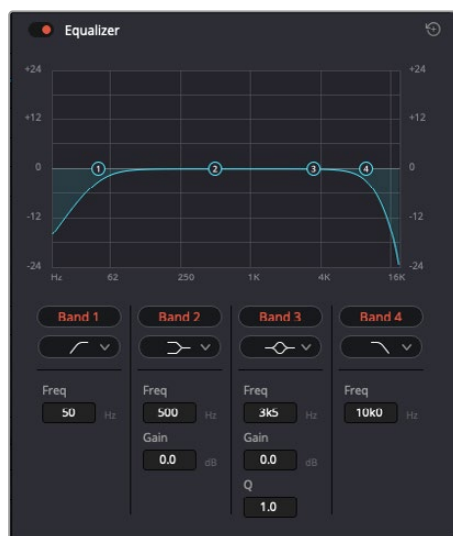 Equalizer
+24 +24
+12 +12
1 2 3 4
0 0
-12 -12
-24 -24
Hz 62 250 1K 4K 16K
Band 1 Band 2 Band 3 Band 4
Freq Freq Freq Freq
50 Hz 500 Hz 3k5 Hz 10k0 Hz
Gain Gain
0.0 dB 0.0 dB
Q
1.0